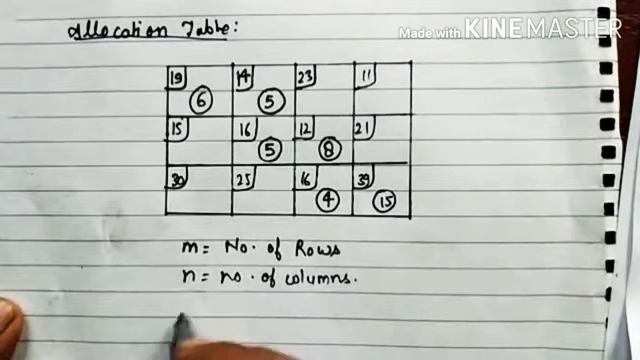 Allocation Table:
Made with KINEMASTER
19 14 23 11
6 5
15 16 12 21
5 8
30 25 16 39
4 15
m = No. of Rows
n = no. of columns.